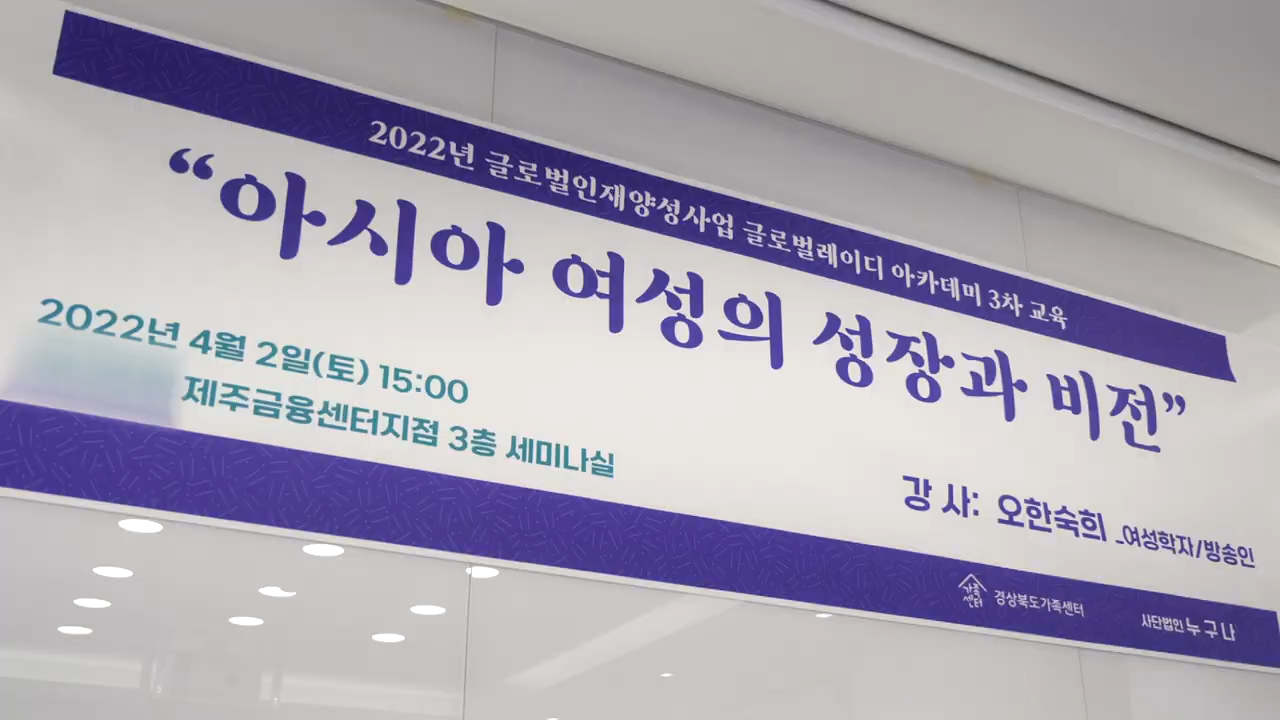 2022년 글로벌인재양성사업 글로벌레이디 아카데미 3차 교육
“아시아 여성의 성장과 비전”
2022년 4월 2일(토) 15:00
제주금융센터지점 3층 세미나실
강 사: 오한숙희 _여성학자/방송인
가족센터 경상북도가족센터 사단법인 누구나